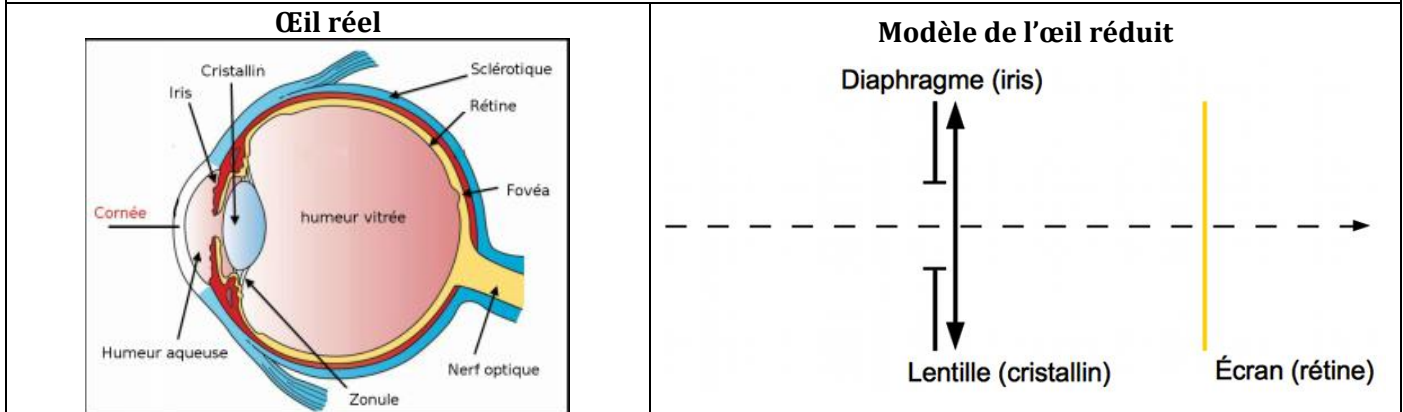 Œil réel
Cristallin
Iris
Sclérotique
Rétine
Fovéa
Cornée
humeur vitrée
Humeur aqueuse
Nerf optique
Zonule
Modèle de l’œil réduit
Diaphragme (iris)
Lentille (cristallin)
Écran (rétine)